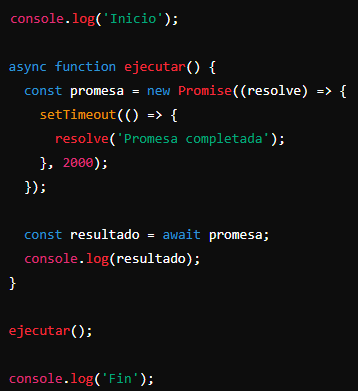 console.log('Inicio');
async function ejecutar() {
const promesa = new Promise((resolve) => {
setTimeout(() => {
resolve('Promesa completada');
}, 2000);
});
const resultado = await promesa;
console.log(resultado);
}
ejecutar();
console.log('Fin');